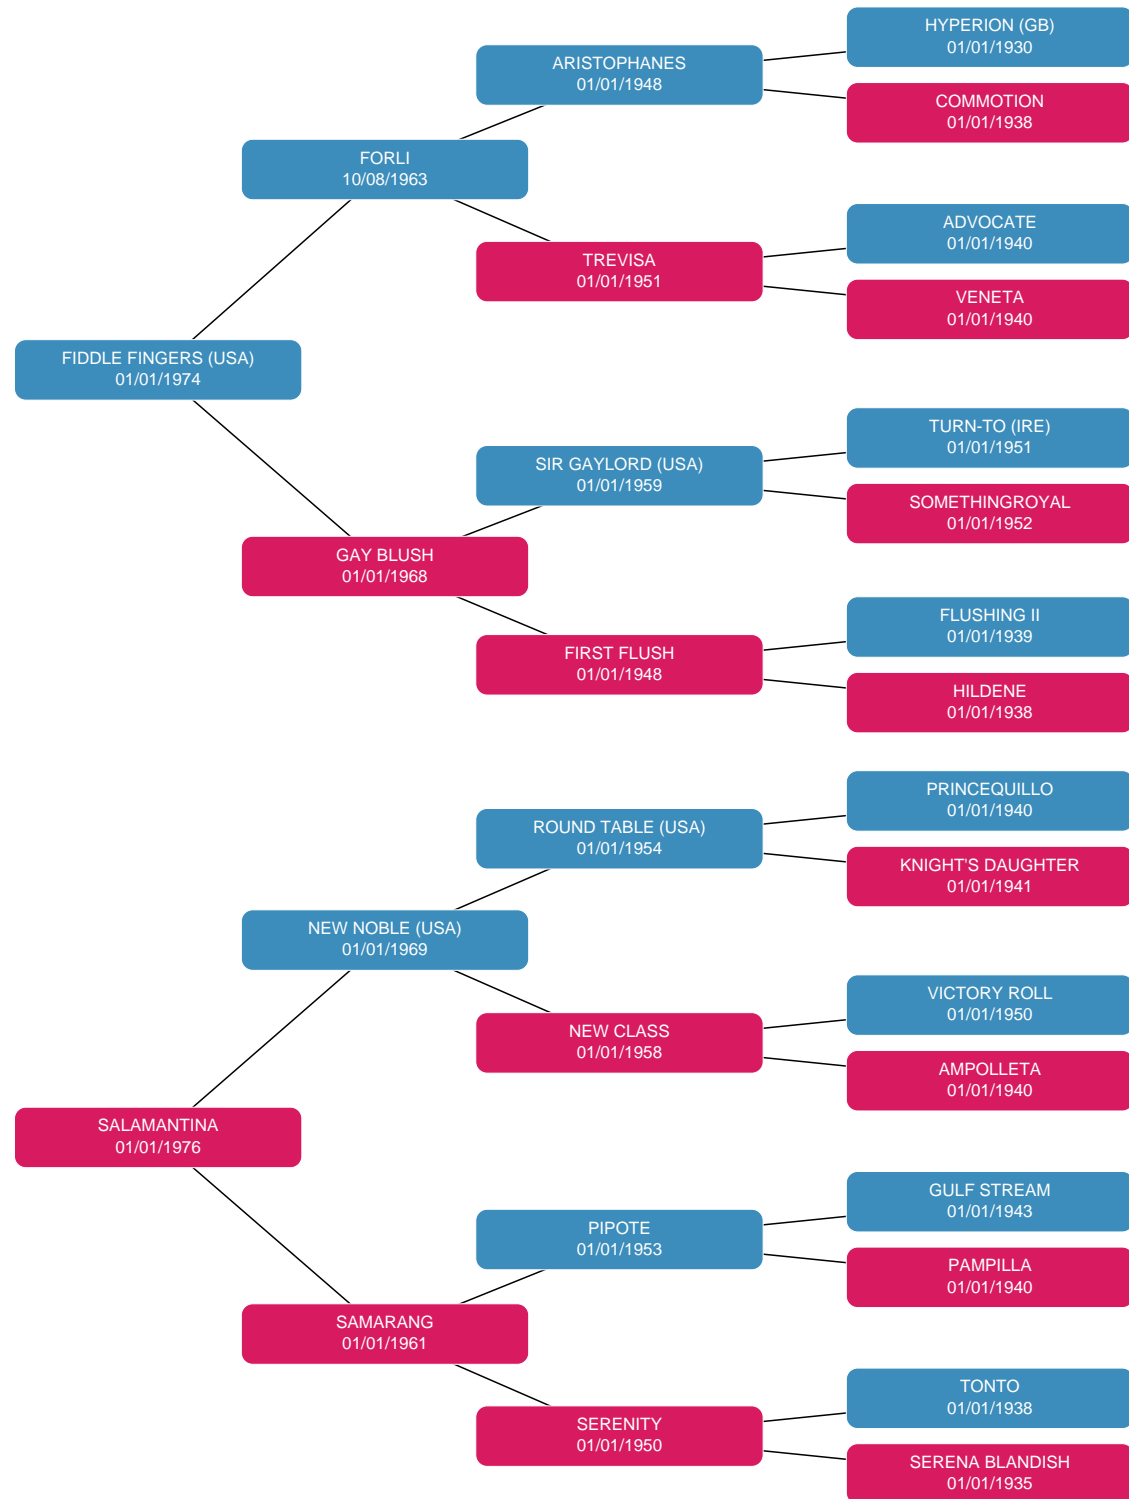 HYPERION (GB)
01/01/1930
ARISTOPHANES
01/01/1948
COMMOTION
01/01/1938
FORLI
10/08/1963
ADVOCATE
01/01/1940
TREVISA
01/01/1951
VENETA
01/01/1940
FIDDLE FINGERS (USA)
01/01/1974
TURN-TO (IRE)
01/01/1951
SIR GAYLORD (USA)
01/01/1959
SOMETHINGROYAL
01/01/1952
GAY BLUSH
01/01/1968
FLUSHING II
01/01/1939
FIRST FLUSH
01/01/1948
HILDENE
01/01/1938
PRINCEQUILLO
01/01/1940
ROUND TABLE (USA)
01/01/1954
KNIGHT'S DAUGHTER
01/01/1941
NEW NOBLE (USA)
01/01/1969
VICTORY ROLL
01/01/1950
NEW CLASS
01/01/1958
AMPOLLETA
01/01/1940
SALAMANTINA
01/01/1976
GULF STREAM
01/01/1943
PIPOTE
01/01/1953
PAMPILLA
01/01/1940
SAMARANG
01/01/1961
TONTO
01/01/1938
SERENITY
01/01/1950
SERENA BLANDISH
01/01/1935